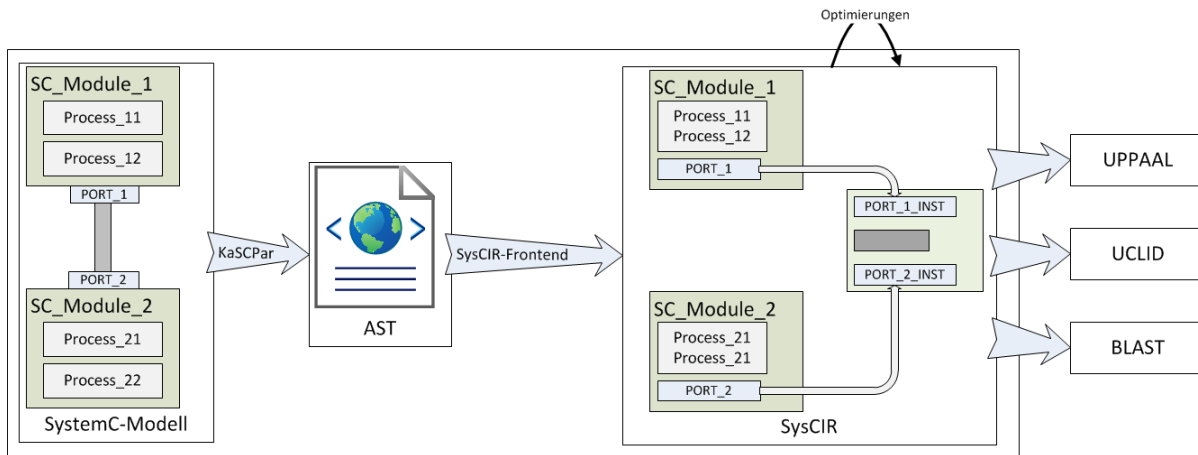 Optimierungen
SC_Module_1
Process_11
Process_12
PORT_1
PORT_2
SC_Module_2
Process_21
Process_22
SystemC-Modell
KaSCPar
AST
SysCIR-Frontend
SC_Module_1
Process_11
Process_12
PORT_1
PORT_1_INST
PORT_2_INST
SC_Module_2
Process_21
Process_21
PORT_2
SysCIR
UPPAAL
UCLID
BLAST